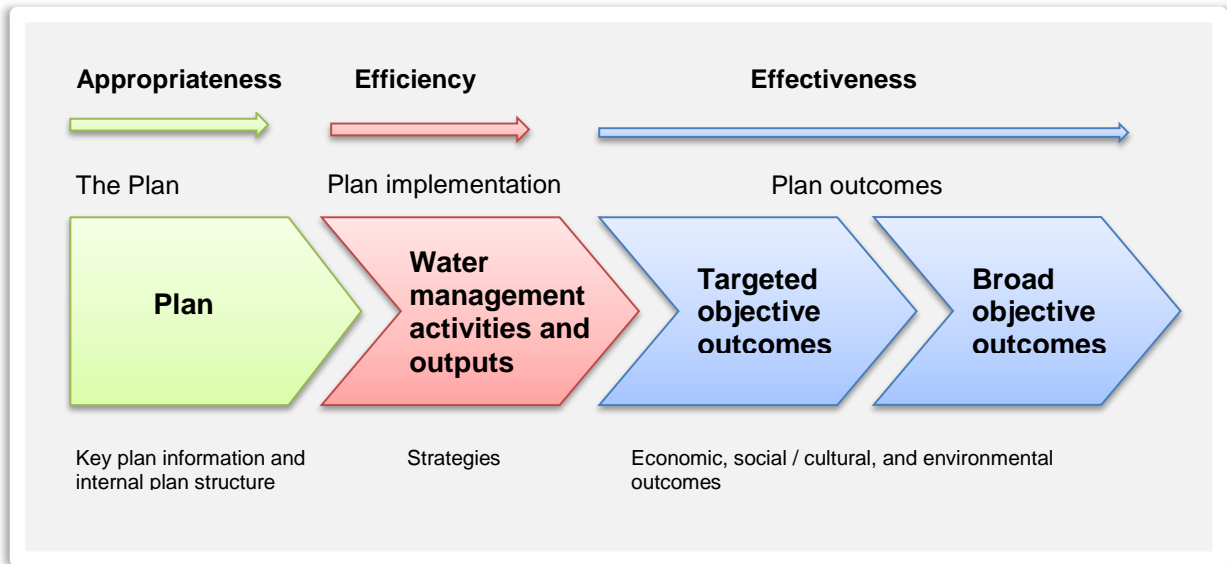 Appropriateness
Efficiency
Effectiveness
The Plan
Plan implementation
Plan outcomes
Plan
Water
management
activities and
outputs
Targeted
objective
outcomes
Broad
objective
outcomes
Key plan information and
internal plan structure
Strategies
Economic, social / cultural, and environmental
outcomes